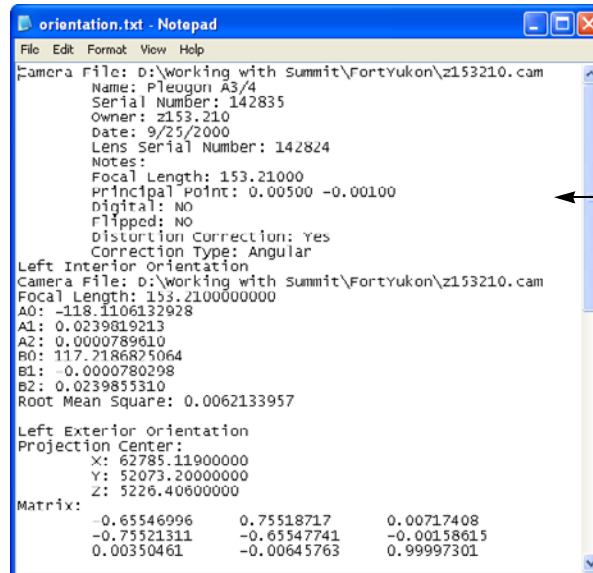 orientation.txt - Notepad
File Edit Format View Help
Camera File: D:\Working with Summit\FortYukon\z153210.cam
Name: Pleogon A3/4
Serial Number: 142835
Owner: z153.210
Date: 9/25/2000
Lens Serial Number: 142824
Notes:
Focal Length: 153.21000
Principal Point: 0.00500 -0.00100
Digital: NO
Flipped: NO
Distortion Correction: Yes
Correction Type: Angular
Left Interior Orientation
Camera File: D:\Working with Summit\FortYukon\z153210.cam
Focal Length: 153.2100000000
A0: -118.1106132928
A1: 0.0239819213
A2: 0.0000789610
B0: 117.2186825064
B1: -0.0000780298
B2: 0.0239855310
Root Mean Square: 0.0062133957
Left Exterior Orientation
Projection Center:
X: 62785.11900000
Y: 52073.20000000
Z: 5226.40600000
Matrix:
-0.65546996 0.75518717 0.00717408
-0.75521311 -0.65547741 -0.00158615
0.00350461 -0.00645763 0.99997301